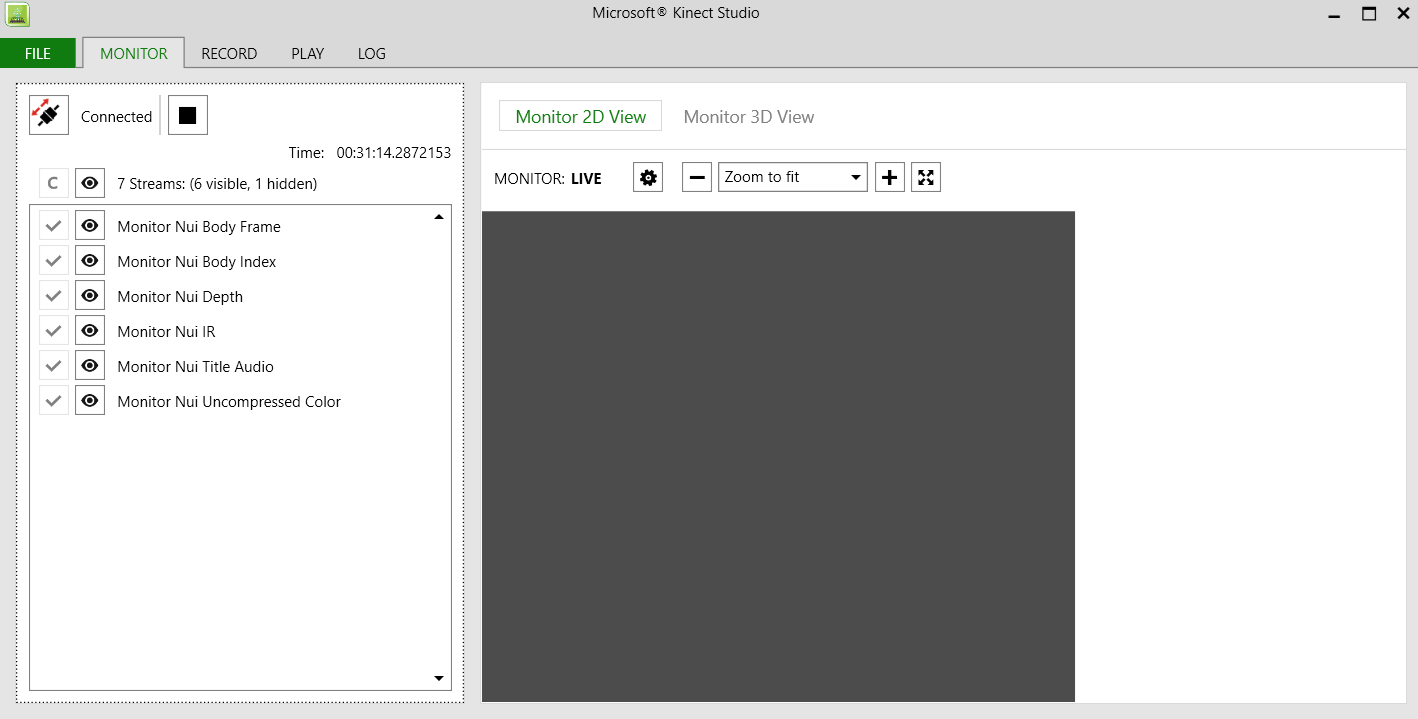 Microsoft® Kinect Studio
FILE MONITOR RECORD PLAY LOG
Connected
Time: 00:31:14.2872153
C 7 Streams: (6 visible, 1 hidden)
Monitor Nui Body Frame
Monitor Nui Body Index
Monitor Nui Depth
Monitor Nui IR
Monitor Nui Title Audio
Monitor Nui Uncompressed Color
Monitor 2D View Monitor 3D View
MONITOR: LIVE Zoom to fit